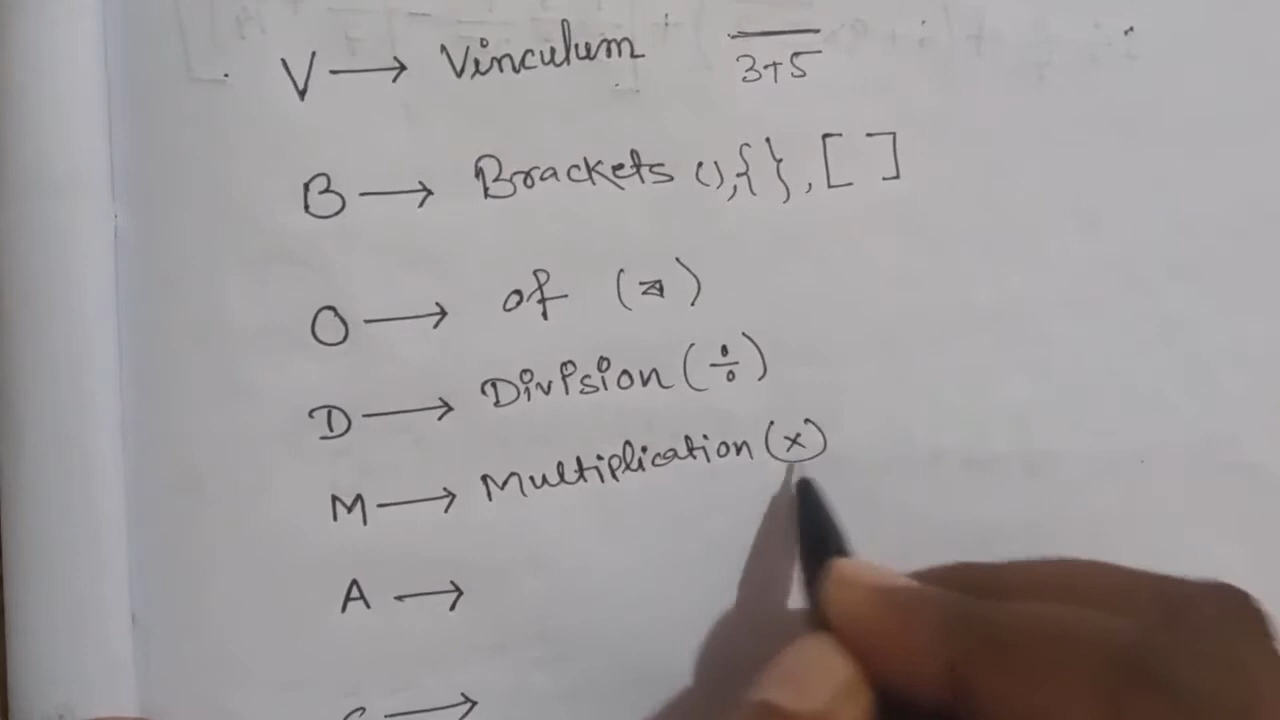 V → Vinculum 3+5
B → Brackets (),{},[ ]
O → of
D → Division (÷)
M → Multiplication (×)
A →
→